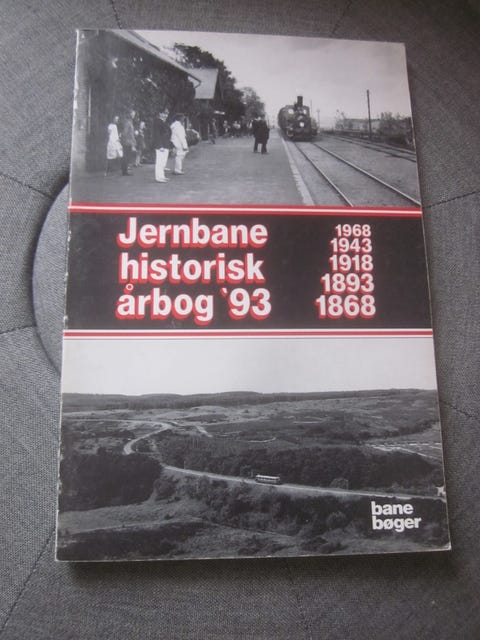 Jernbane
historisk
årbog '93
1968
1943
1918
1893
1868
bane
bøger